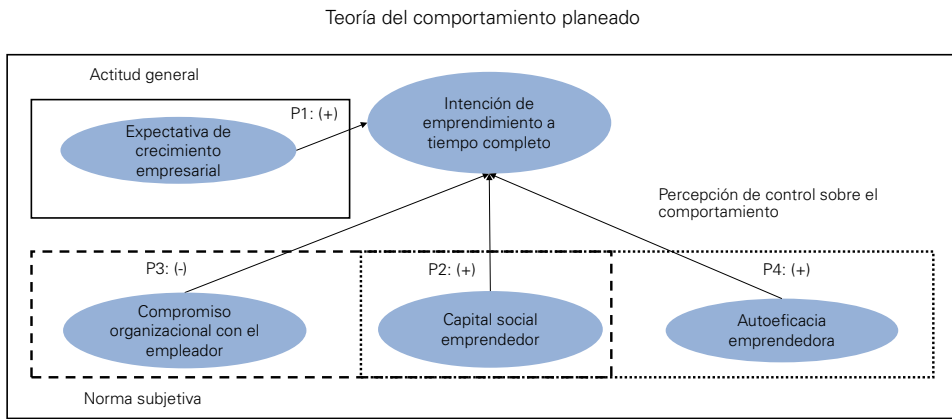 Teoría del comportamiento planeado
Actitud general
P1: (+)
Expectativa de
crecimiento
empresarial
Intención de
emprendimiento a
tiempo completo
Percepción de control sobre el
comportamiento
P3: (-)
P2: (+)
P4: (+)
Compromiso
organizacional con el
empleador
Capital social
emprendedor
Autoeficacia
emprendedora
Norma subjetiva